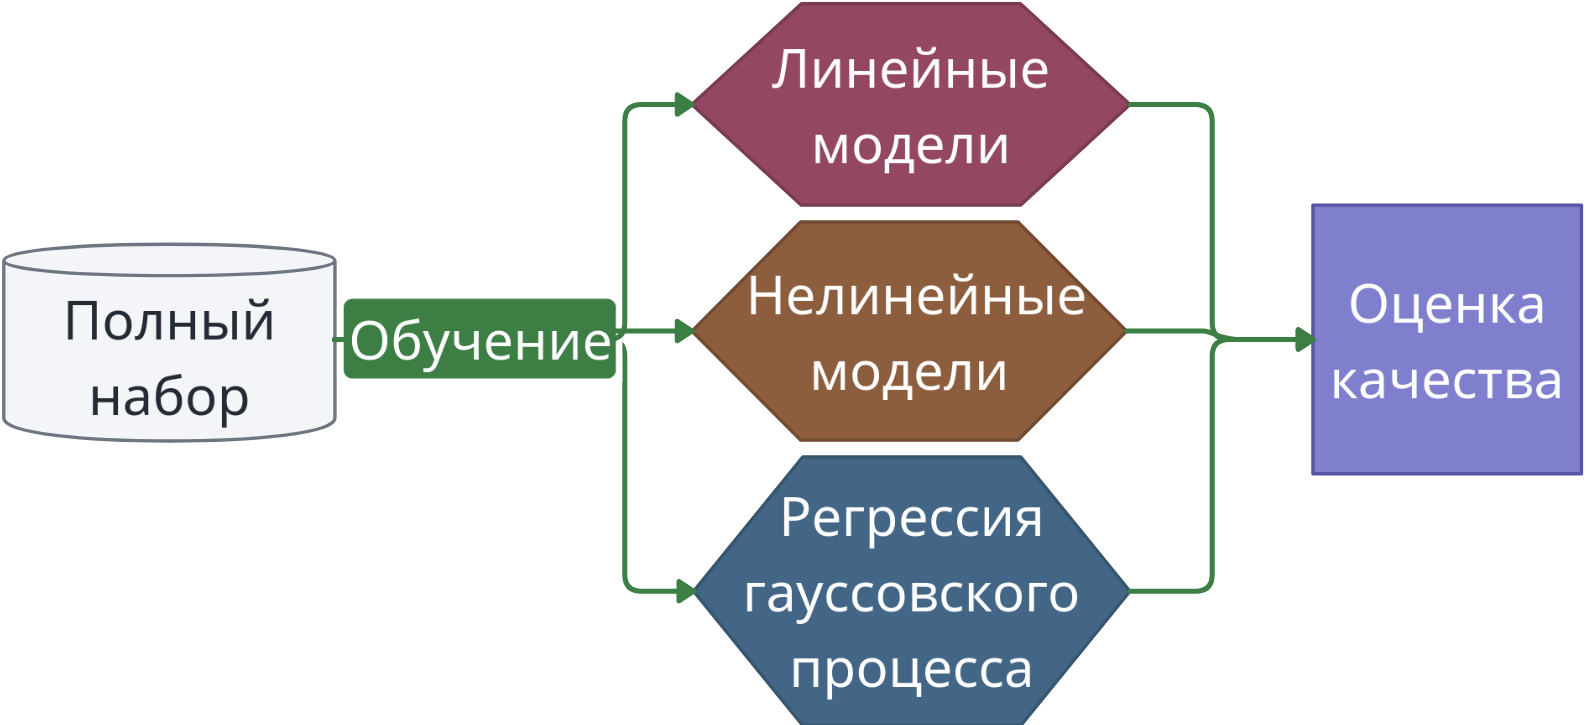 Полный
набор
Обучение
Линейные
модели
Нелинейные
модели
Регрессия
гауссовского
процесса
Оценка
качества